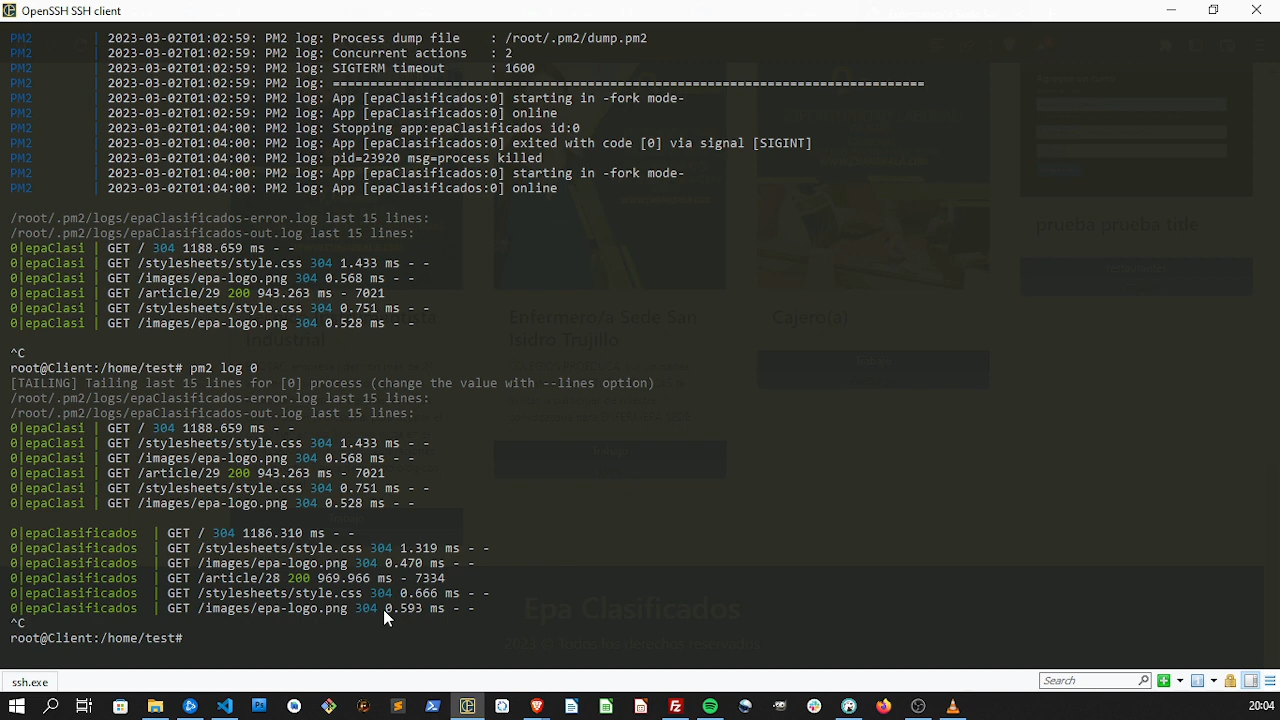 OpenSSH SSH client
PM2 | 2023-03-02T01:02:59: PM2 log: Process dump file : /root/.pm2/dump.pm2
PM2 | 2023-03-02T01:02:59: PM2 log: Concurrent actions : 2
PM2 | 2023-03-02T01:02:59: PM2 log: SIGTERM timeout : 1600
PM2 | 2023-03-02T01:02:59: PM2 log: ===============================================================================
PM2 | 2023-03-02T01:02:59: PM2 log: App [epaClasificados:0] starting in -fork mode-
PM2 | 2023-03-02T01:02:59: PM2 log: App [epaClasificados:0] online
PM2 | 2023-03-02T01:04:00: PM2 log: Stopping app:epaClasificados id:0
PM2 | 2023-03-02T01:04:00: PM2 log: App [epaClasificados:0] exited with code [0] via signal [SIGINT]
PM2 | 2023-03-02T01:04:00: PM2 log: pid=23920 msg=process killed
PM2 | 2023-03-02T01:04:00: PM2 log: App [epaClasificados:0] starting in -fork mode-
PM2 | 2023-03-02T01:04:00: PM2 log: App [epaClasificados:0] online
/root/.pm2/logs/epaClasificados-error.log last 15 lines:
/root/.pm2/logs/epaClasificados-out.log last 15 lines:
0|epaClasi | GET / 304 1188.659 ms - -
0|epaClasi | GET /stylesheets/style.css 304 1.433 ms - -
0|epaClasi | GET /images/epa-logo.png 304 0.568 ms - -
0|epaClasi | GET /article/29 200 943.263 ms - 7021
0|epaClasi | GET /stylesheets/style.css 304 0.751 ms - -
0|epaClasi | GET /images/epa-logo.png 304 0.528 ms - -
^C
root@Client:/home/test# pm2 log 0
[TAILING] Tailing last 15 lines for [0] process (change the value with --lines option)
/root/.pm2/logs/epaClasificados-error.log last 15 lines:
/root/.pm2/logs/epaClasificados-out.log last 15 lines:
0|epaClasi | GET / 304 1188.659 ms - -
0|epaClasi | GET /stylesheets/style.css 304 1.433 ms - -
0|epaClasi | GET /images/epa-logo.png 304 0.568 ms - -
0|epaClasi | GET /article/29 200 943.263 ms - 7021
0|epaClasi | GET /stylesheets/style.css 304 0.751 ms - -
0|epaClasi | GET /images/epa-logo.png 304 0.528 ms - -
0|epaClasificados | GET / 304 1186.310 ms - -
0|epaClasificados | GET /stylesheets/style.css 304 1.319 ms - -
0|epaClasificados | GET /images/epa-logo.png 304 0.470 ms - -
0|epaClasificados | GET /article/28 200 969.966 ms - 7334
0|epaClasificados | GET /stylesheets/style.css 304 0.666 ms - -
0|epaClasificados | GET /images/epa-logo.png 304 0.593 ms - -
^C
root@Client:/home/test#
prueba prueba title
Industrial
Enfermero/a Sede San
Isidro Trujillo
Cajero(a)
Trabajo
Trabajo
Epa Clasificados
2023 © Todos los derechos reservados
ssh.exe
Search
20:04